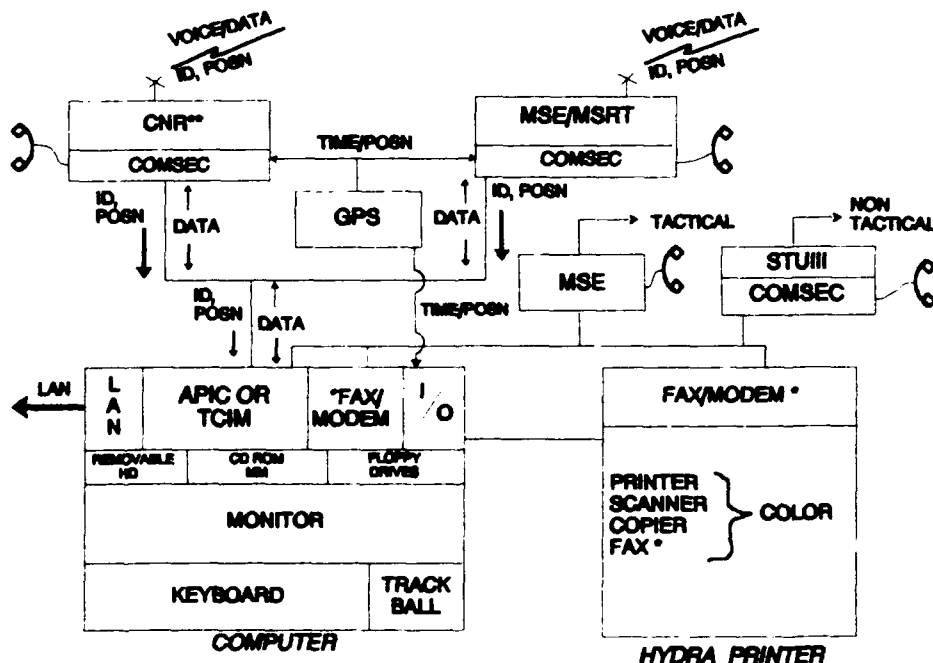 VOICE/DATA
ID, POSN
VOICE/DATA
ID, POSN
CNR**
COMSEC
TIME/POSN
MSE/MSRT
COMSEC
ID,
POSN
DATA
GPS
DATA
ID, POSN
TACTICAL
NON
TACTICAL
MSE
STUIII
COMSEC
ID,
POSN
DATA
TIME/POSN
LAN
L
A
N
APIC OR
TCIM
*FAX/
MODEM
I
/
O
FAX/MODEM *
REMOVABLE
HD
CD ROM
MM
FLOPPY
DRIVES
MONITOR
PRINTER
SCANNER
COPIER
FAX *
COLOR
KEYBOARD
TRACK
BALL
COMPUTER
HYDRA PRINTER